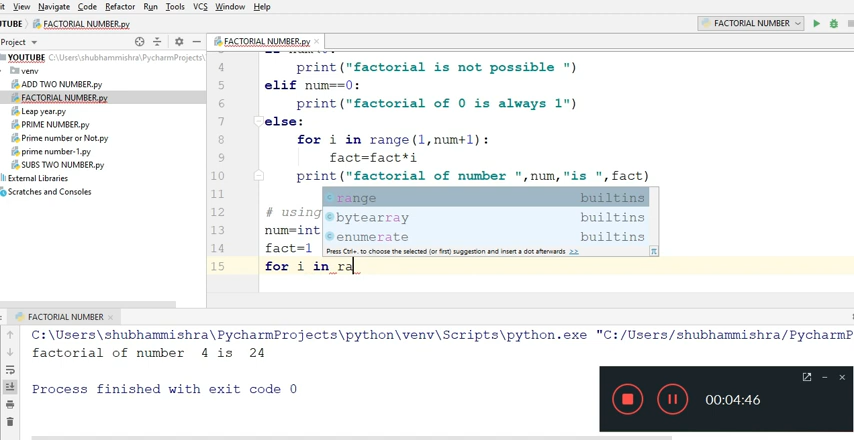 it View Navigate Code Refactor Run Tools VCS Window Help
TUBE FACTORIAL NUMBER.py FACTORIAL NUMBER
Project FACTORIAL NUMBER.py
YOUTUBE C:\Users\shubhammishra\PycharmProjects\
venv
ADD TWO NUMBER.py
FACTORIAL NUMBER.py
Leap year.py
PRIME NUMBER.py
Prime number or Not.py
prime number-1.py
SUBS TWO NUMBER.py
External Libraries
Scratches and Consoles
4 print("factorial is not possible ")
5 elif num==0:
6 print("factorial of 0 is always 1")
7 else:
8 for i in range(1,num+1):
9 fact=fact*i
10 print("factorial of number ",num,"is ",fact)
11
12 # using
13 num=int
14 fact=1
15 for i in ra
range builtins
bytearray builtins
enumerate builtins
Press Ctrl+. to choose the selected (or first) suggestion and insert a dot afterwards >>
FACTORIAL NUMBER
C:\Users\shubhammishra\PycharmProjects\python\venv\Scripts\python.exe "C:/Users/shubhammishra/PycharmP
factorial of number 4 is 24
Process finished with exit code 0
00:04:46